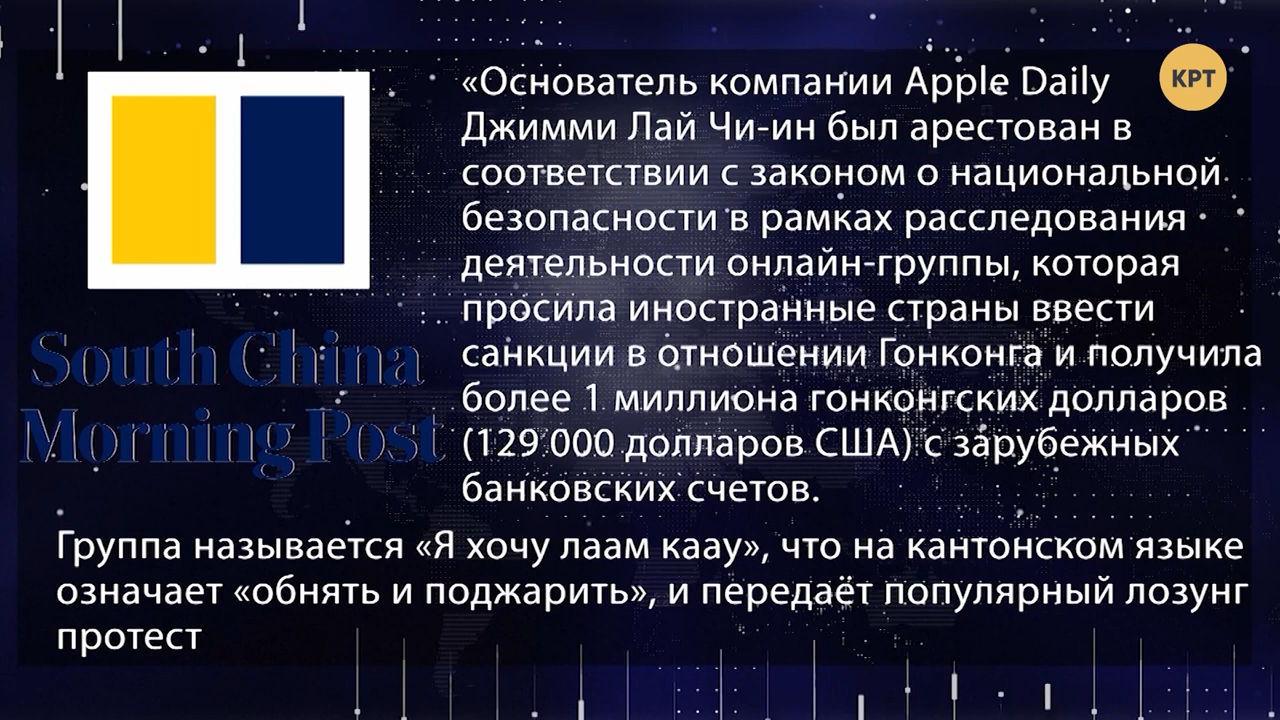 КРТ
South China
Morning Post
«Основатель компании Apple Daily
Джимми Лай Чи-ин был арестован в
соответствии с законом о национальной
безопасности в рамках расследования
деятельности онлайн-группы, которая
просила иностранные страны ввести
санкции в отношении Гонконга и получила
более 1 миллиона гонконгских долларов
(129 000 долларов США) с зарубежных
банковских счетов.
Группа называется «Я хочу лаам каау», что на кантонском языке
означает «обнять и поджарить», и передаёт популярный лозунг
протест